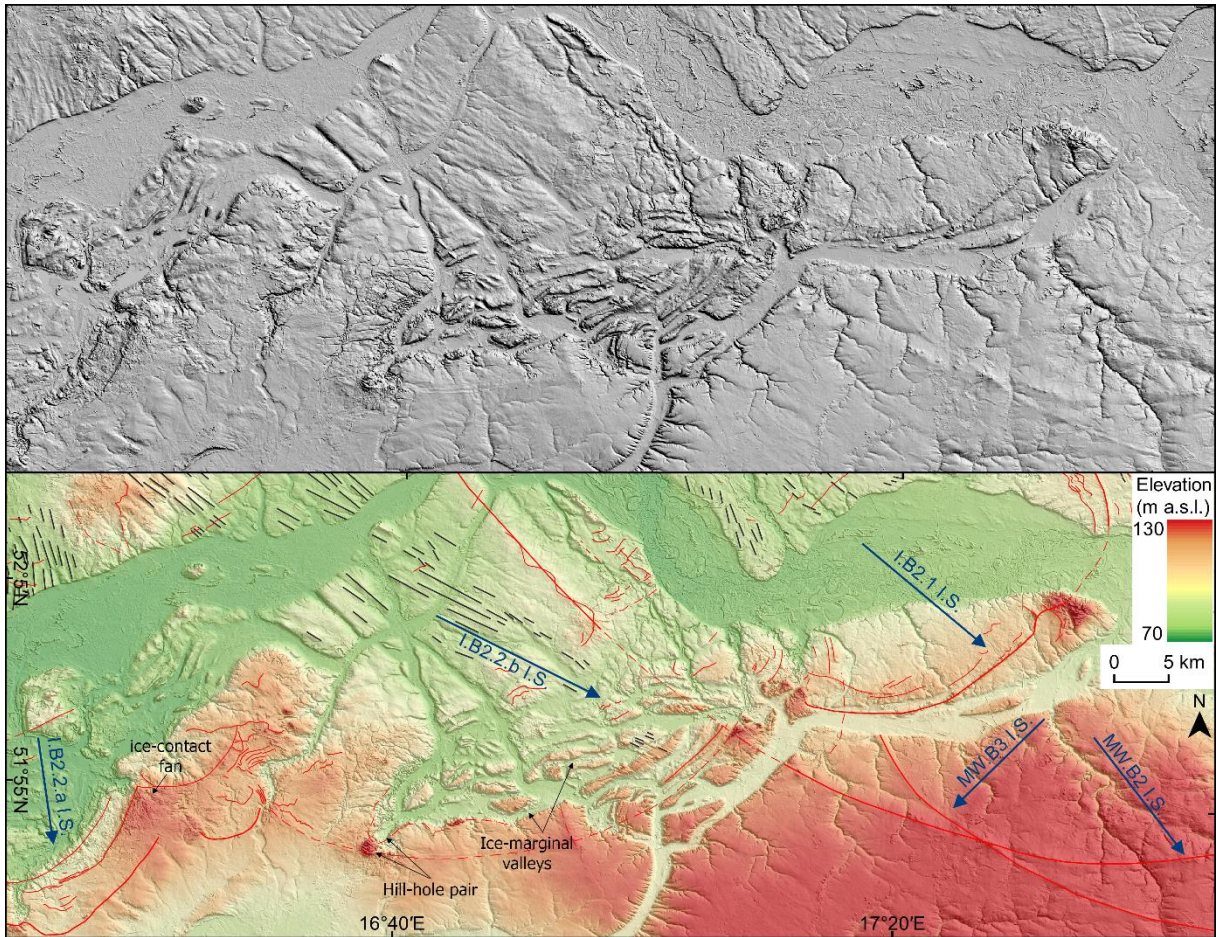 Elevation
(m a.s.l.)
130
70
0 5 km
N
52°5'N
51°55'N
I.B2.1 I.S.
I.B2.2.b I.S.
I.B2.2.a I.S.
ice-contact
fan
MW.B3 I.S.
MW.B2 I.S.
Ice-marginal
valleys
Hill-hole pair
16°40'E
17°20'E